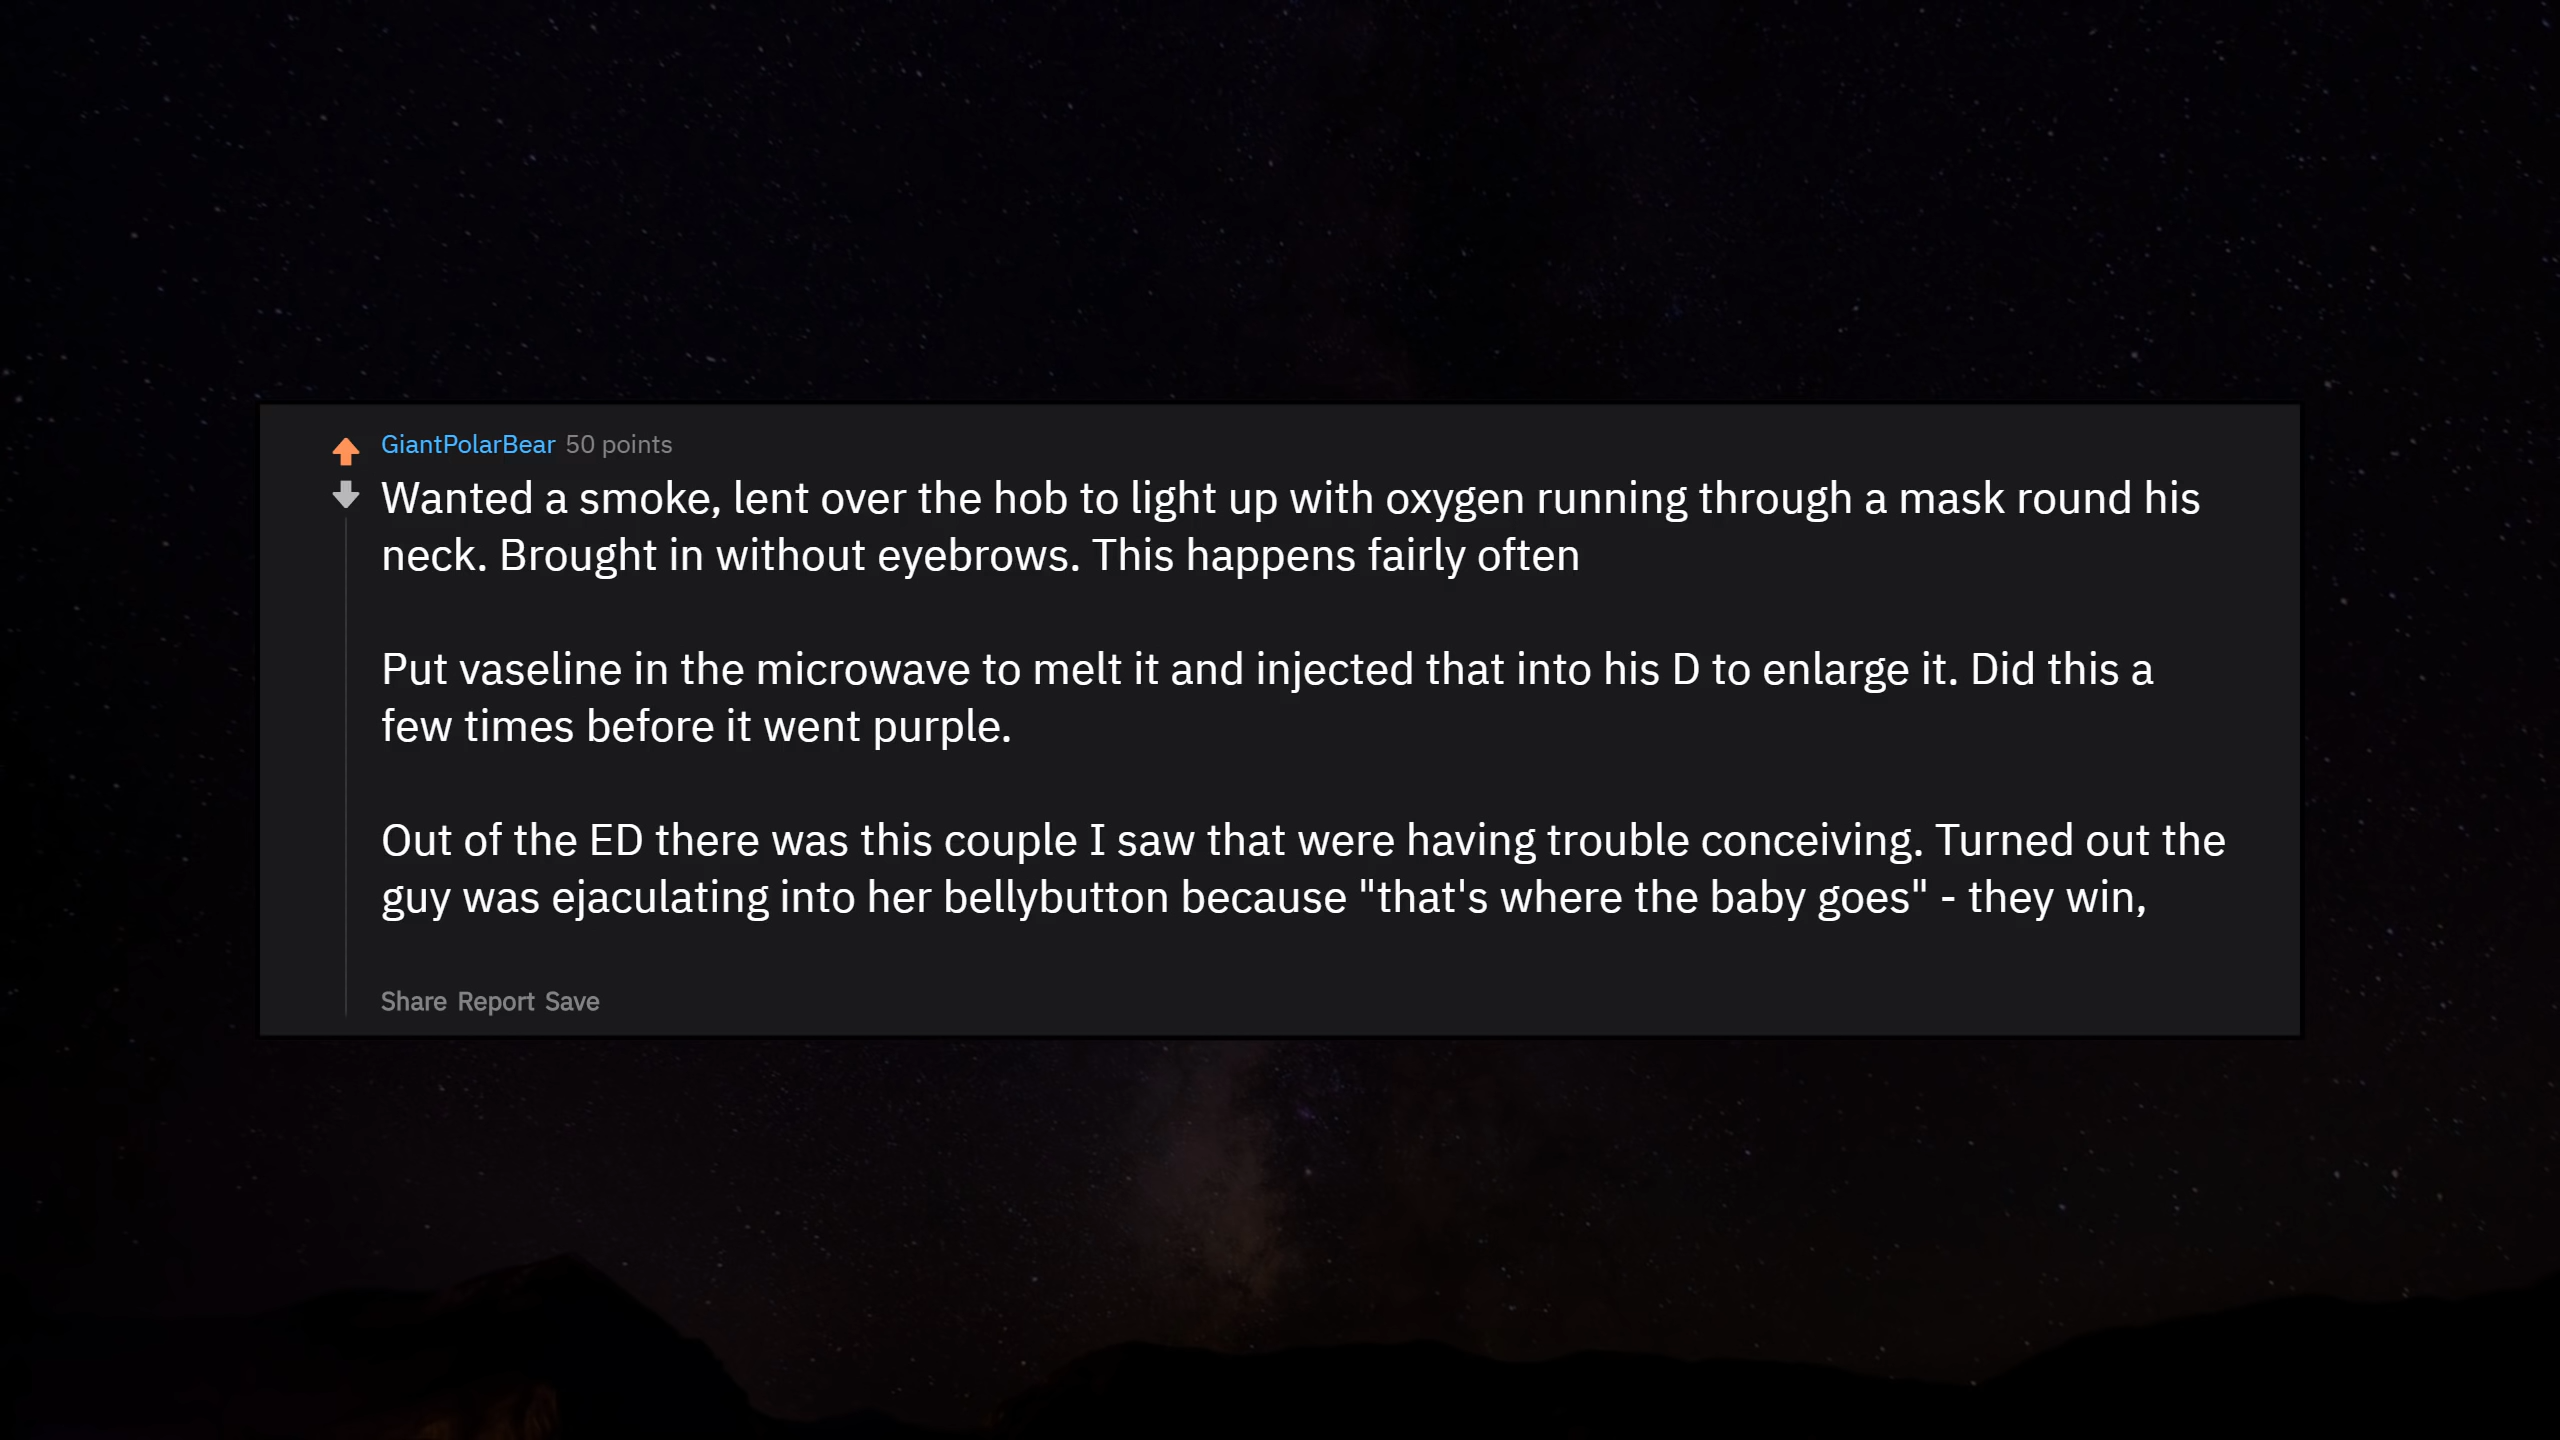 GiantPolarBear 50 points
Wanted a smoke, lent over the hob to light up with oxygen running through a mask round his
neck. Brought in without eyebrows. This happens fairly often
Put vaseline in the microwave to melt it and injected that into his D to enlarge it. Did this a
few times before it went purple.
Out of the ED there was this couple I saw that were having trouble conceiving. Turned out the
guy was ejaculating into her bellybutton because "that's where the baby goes" - they win,
Share Report Save